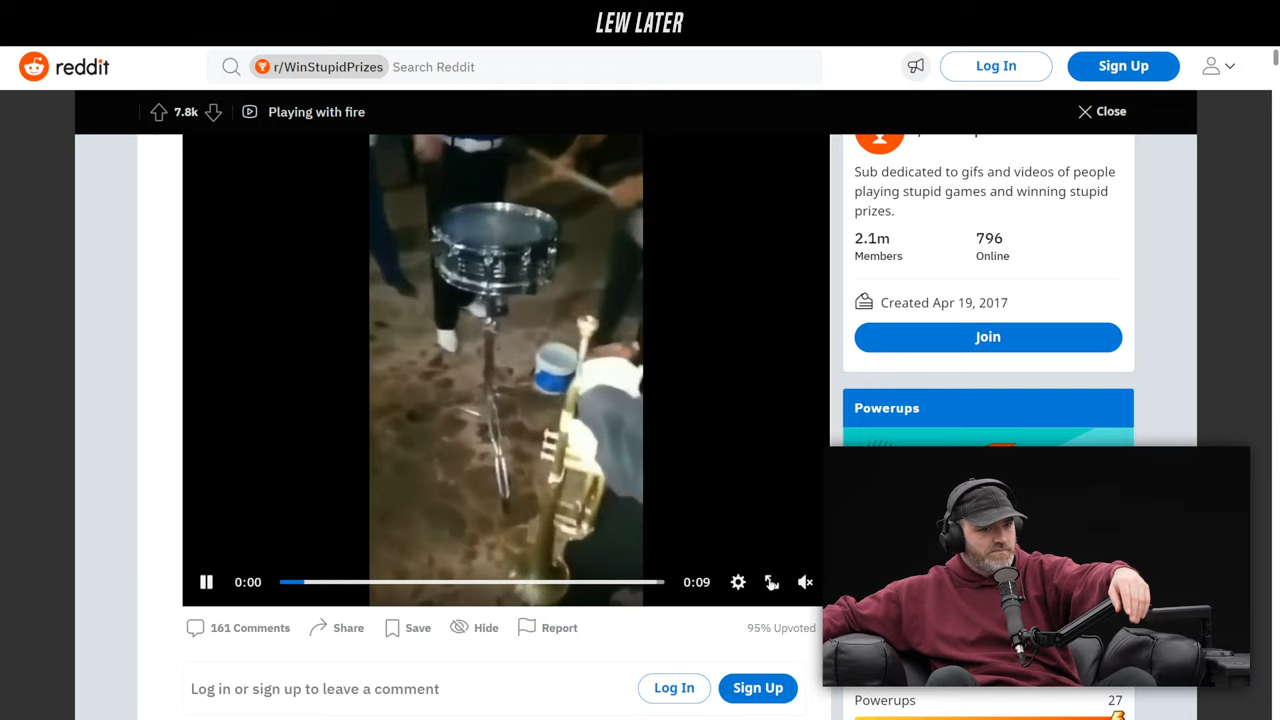 LEW LATER
reddit
r/WinStupidPrizes Search Reddit
Log In
Sign Up
7.8k
Playing with fire
Close
Sub dedicated to gifs and videos of people
playing stupid games and winning stupid
prizes.
2.1m
Members
796
Online
Created Apr 19, 2017
Join
Powerups
0:00
0:09
161 Comments
Share
Save
Hide
Report
95% Upvoted
Log in or sign up to leave a comment
Log In
Sign Up
Powerups
27